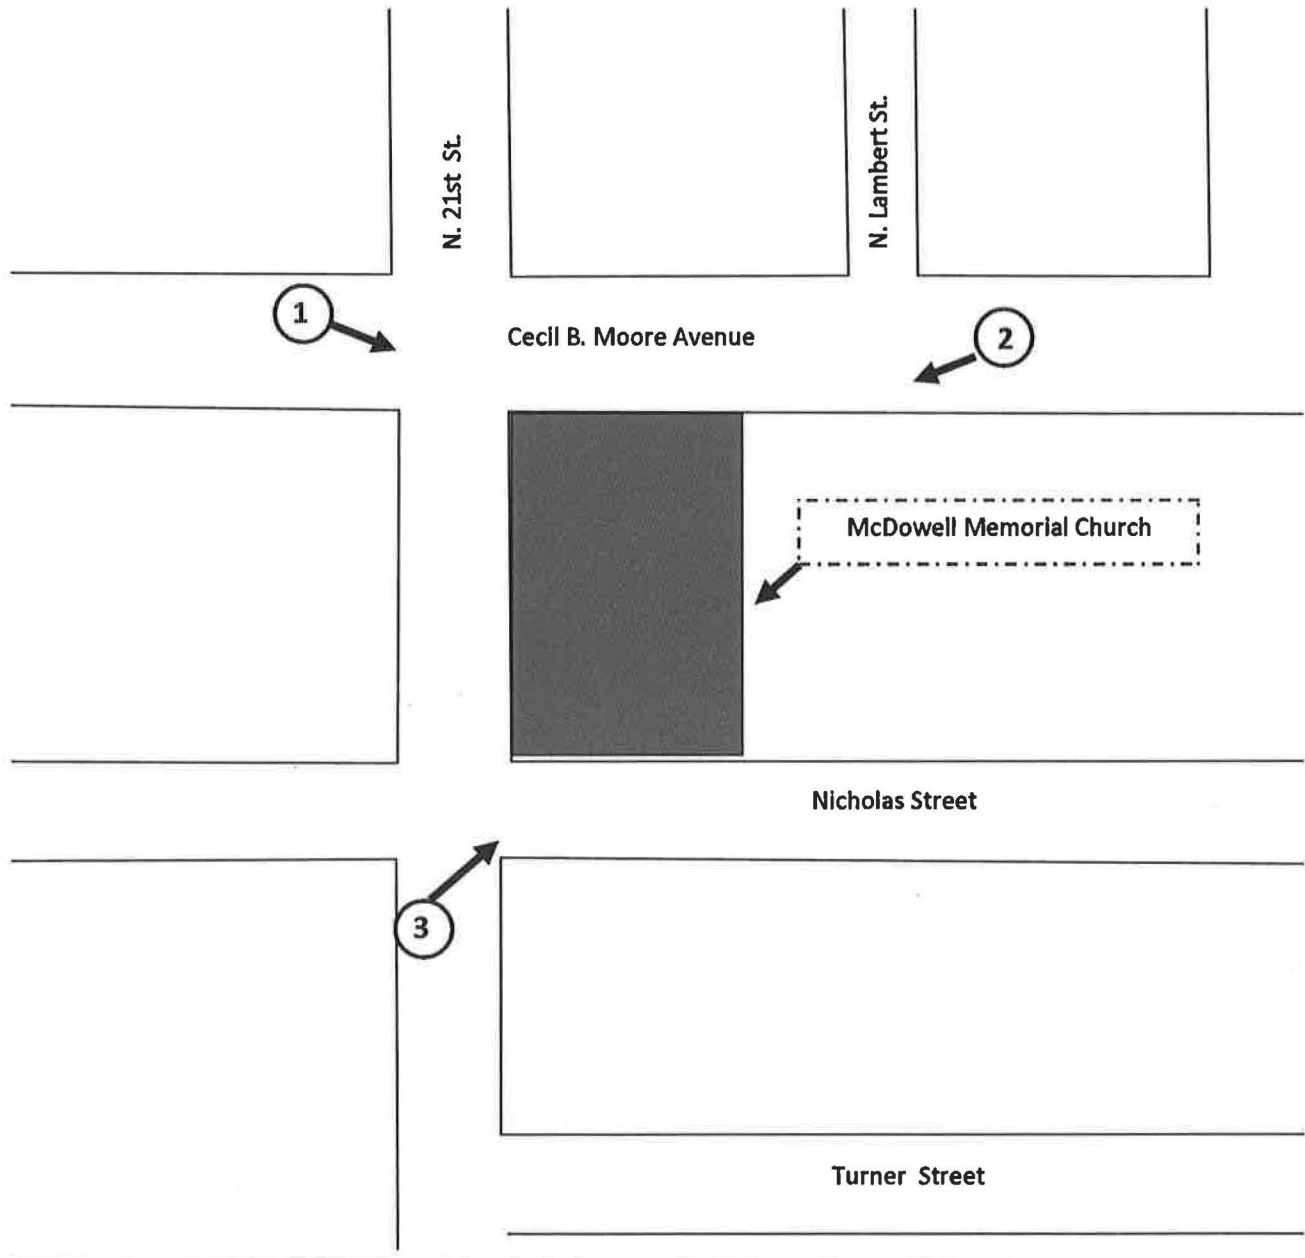 N. 21st St.
N. Lambert St.
1
Cecil B. Moore Avenue
2
McDowell Memorial Church
Nicholas Street
3
Turner Street